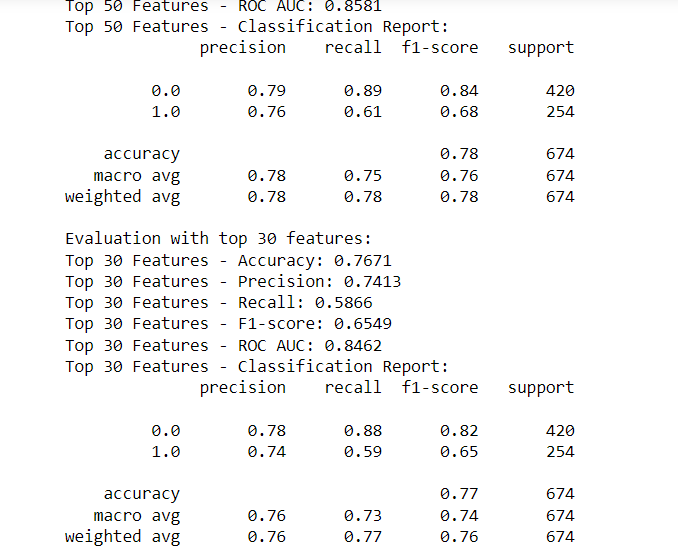 Top 50 Features - ROC AUC: 0.8581
Top 50 Features - Classification Report:
precision recall f1-score support
0.0 0.79 0.89 0.84 420
1.0 0.76 0.61 0.68 254
accuracy 0.78 674
macro avg 0.78 0.75 0.76 674
weighted avg 0.78 0.78 0.78 674
Evaluation with top 30 features:
Top 30 Features - Accuracy: 0.7671
Top 30 Features - Precision: 0.7413
Top 30 Features - Recall: 0.5866
Top 30 Features - F1-score: 0.6549
Top 30 Features - ROC AUC: 0.8462
Top 30 Features - Classification Report:
precision recall f1-score support
0.0 0.78 0.88 0.82 420
1.0 0.74 0.59 0.65 254
accuracy 0.77 674
macro avg 0.76 0.73 0.74 674
weighted avg 0.76 0.77 0.76 674